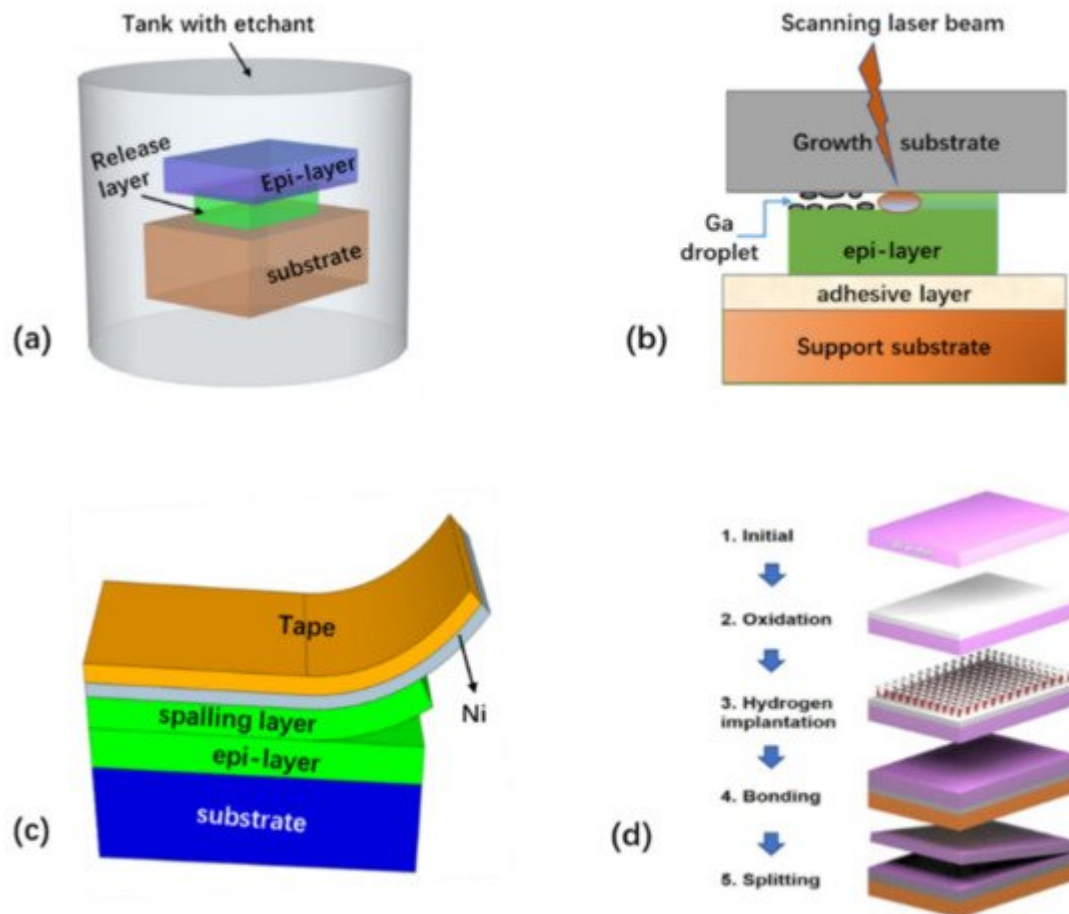 Tank with etchant
Release
layer
Epi-layer
substrate
(a)
Scanning laser beam
Growth substrate
Ga
droplet
epi-layer
adhesive layer
Support substrate
(b)
Tape
Ni
spalling layer
epi-layer
substrate
(c)
1. Initial
2. Oxidation
3. Hydrogen
implantation
4. Bonding
5. Splitting
(d)